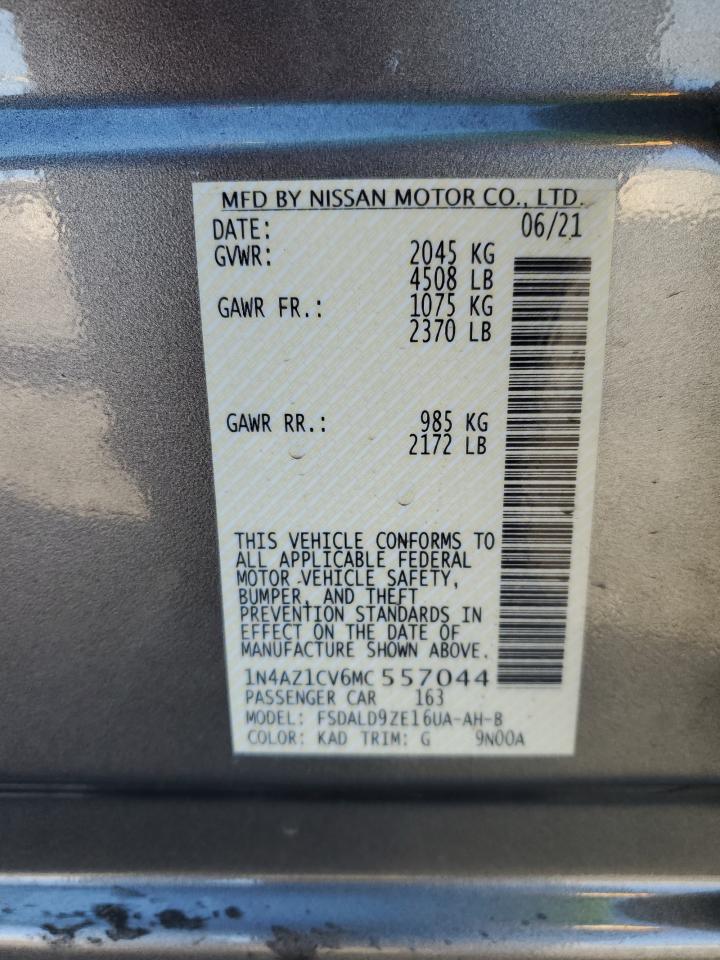 MFD BY NISSAN MOTOR CO., LTD.
DATE: 06/21
GVWR: 2045 KG
4508 LB
GAWR FR.: 1075 KG
2370 LB
GAWR RR.: 985 KG
2172 LB
THIS VEHICLE CONFORMS TO
ALL APPLICABLE FEDERAL
MOTOR VEHICLE SAFETY,
BUMPER, AND THEFT
PREVENTION STANDARDS IN
EFFECT ON THE DATE OF
MANUFACTURE SHOWN ABOVE.
1N4AZ1CV6MC 557044
PASSENGER CAR 163
MODEL: FSDALD9ZE16UA-AH-B
COLOR: KAD TRIM: G 9N00A